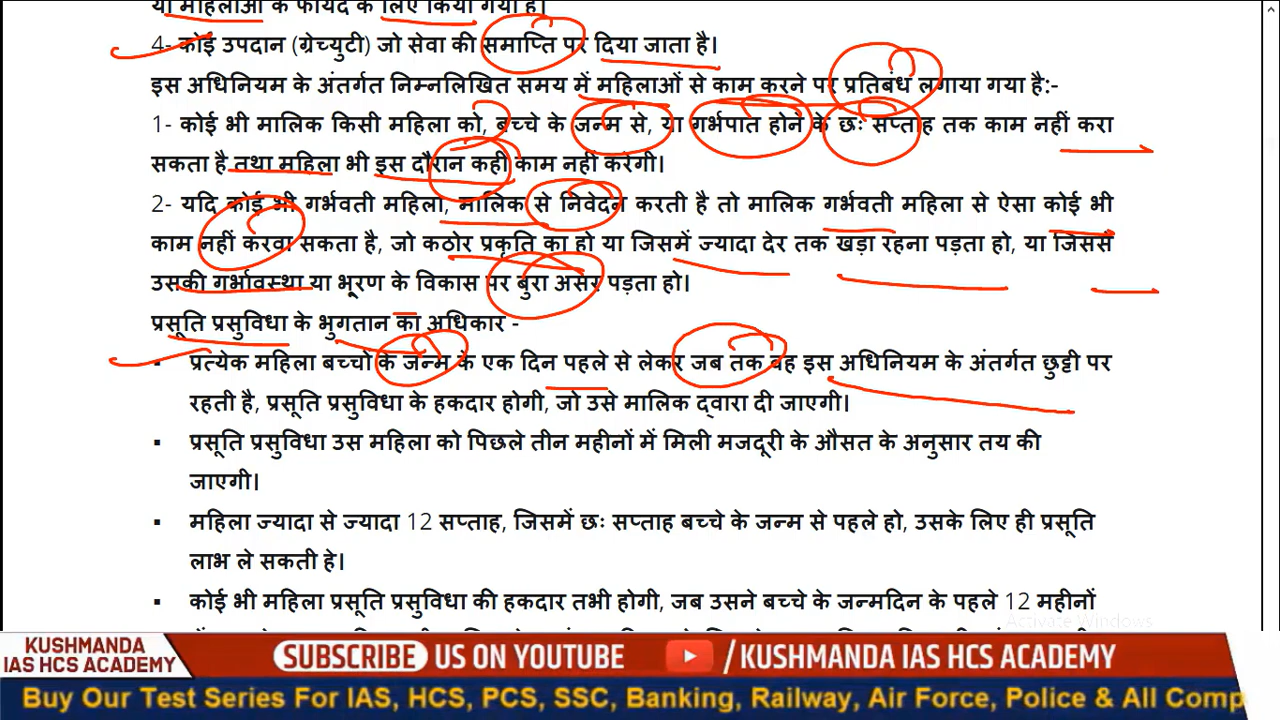 या महिलाओं के फायदे के लिए किया गया है।
4- कोई उपदान (ग्रेच्युटी) जो सेवा की समाप्ति पर दिया जाता है।
इस अधिनियम के अंतर्गत निम्नलिखित समय में महिलाओं से काम करने पर प्रतिबंध लगाया गया है:-
1- कोई भी मालिक किसी महिला को, बच्चे के जन्म से, या गर्भपात होने के छः सप्ताह तक काम नहीं करा
सकता है तथा महिला भी इस दौरान कही काम नहीं करेगी।
2- यदि कोई भी गर्भवती महिला, मालिक से निवेदन करती है तो मालिक गर्भवती महिला से ऐसा कोई भी
काम नहीं करवा सकता है, जो कठोर प्रकृति का हो या जिसमें ज्यादा देर तक खड़ा रहना पड़ता हो, या जिससे
उसकी गर्भावस्था या भूरण के विकास पर बुरा असर पड़ता हो।
प्रसूति प्रसुविधा के भुगतान का अधिकार -
▪ प्रत्येक महिला बच्चो के जन्म के एक दिन पहले से लेकर जब तक वह इस अधिनियम के अंतर्गत छुट्टी पर
रहती है, प्रसूति प्रसुविधा के हकदार होगी, जो उसे मालिक द्वारा दी जाएगी।
▪ प्रसूति प्रसुविधा उस महिला को पिछले तीन महीनों में मिली मजदूरी के औसत के अनुसार तय की
जाएगी।
▪ महिला ज्यादा से ज्यादा 12 सप्ताह, जिसमें छः सप्ताह बच्चे के जन्म से पहले हो, उसके लिए ही प्रसूति
लाभ ले सकती हे।
▪ कोई भी महिला प्रसूति प्रसुविधा की हकदार तभी होगी, जब उसने बच्चे के जन्मदिन के पहले 12 महीनों
Activate Windows
KUSHMANDA
IAS HCS ACADEMY
SUBSCRIBE US ON YOUTUBE /KUSHMANDA IAS HCS ACADEMY
Buy Our Test Series For IAS, HCS, PCS, SSC, Banking, Railway, Air Force, Police & All Comp